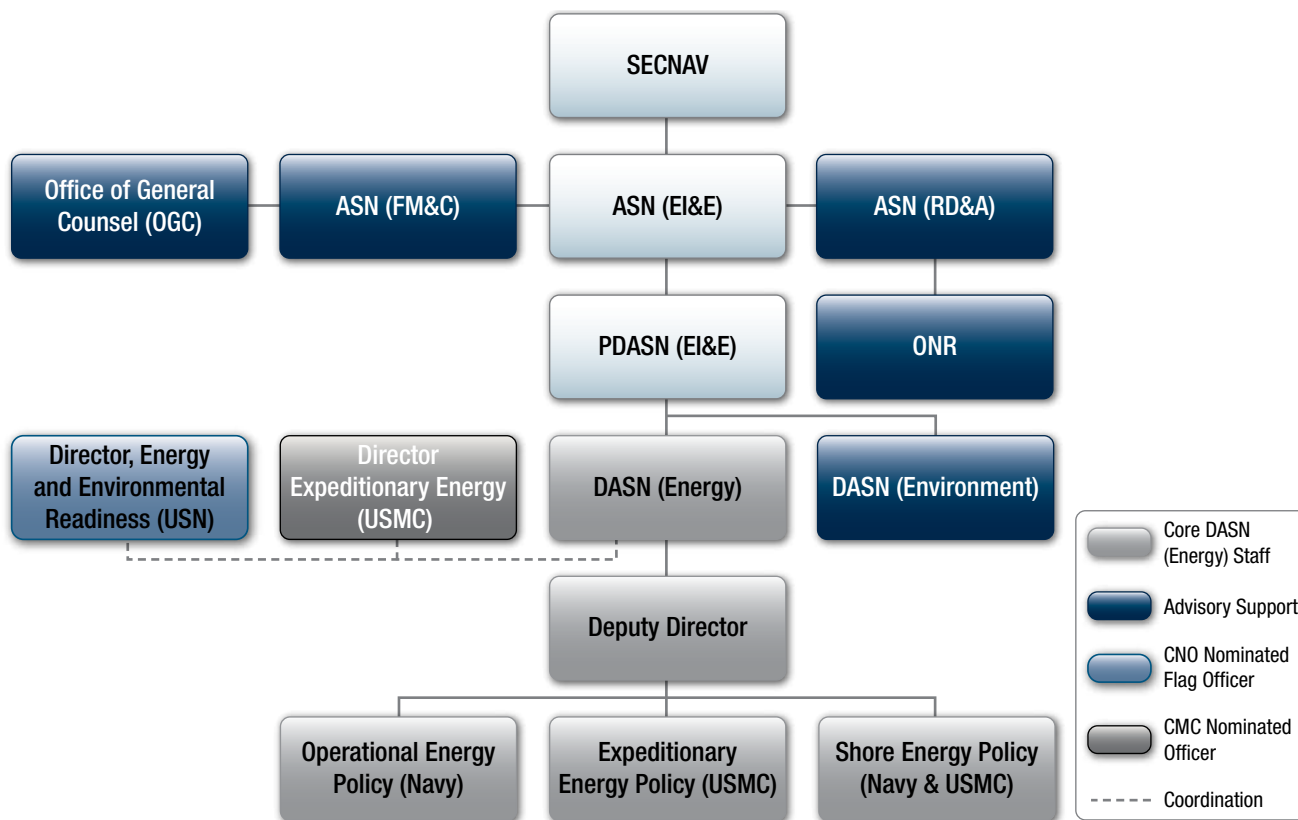 SECNAV
Office of General
Counsel (OGC)
ASN (FM&C)
ASN (EI&E)
ASN (RD&A)
PDASN (EI&E)
ONR
Director, Energy
and Environmental
Readiness (USN)
Director
Expeditionary Energy
(USMC)
DASN (Energy)
DASN (Environment)
Deputy Director
Operational Energy
Policy (Navy)
Expeditionary
Energy Policy (USMC)
Shore Energy Policy
(Navy & USMC)
Core DASN
(Energy) Staff
Advisory Support
CNO Nominated
Flag Officer
CMC Nominated
Officer
Coordination